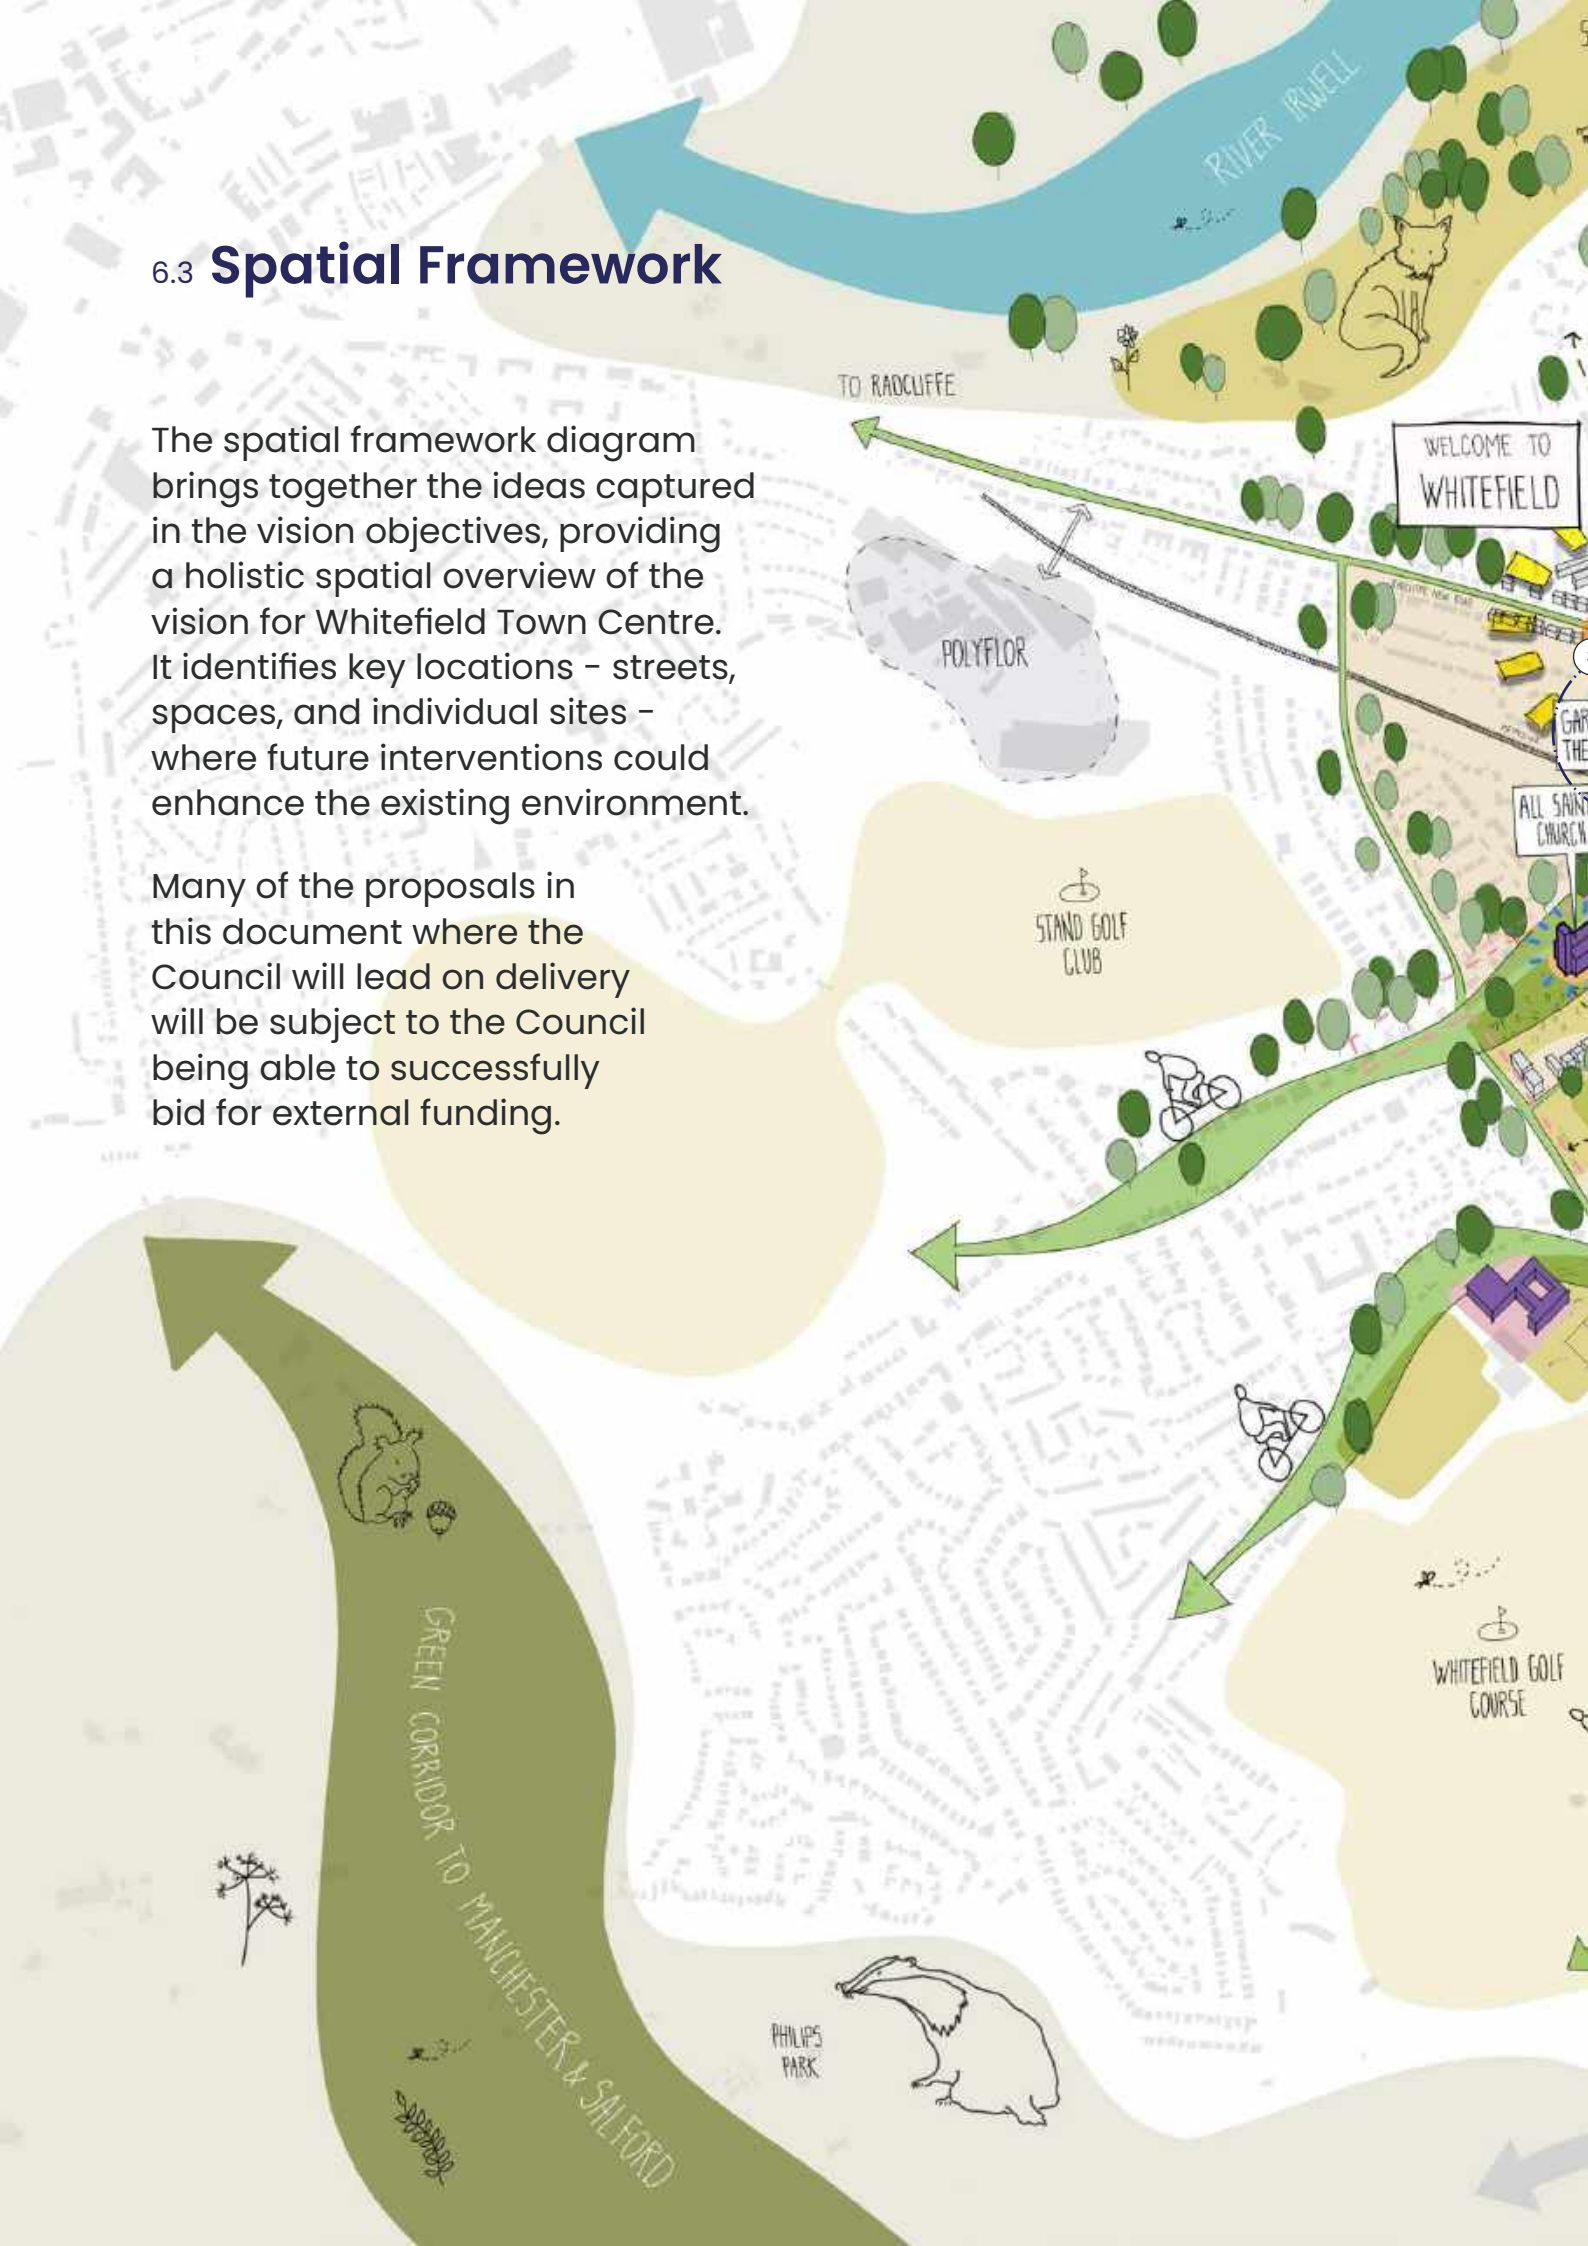 6.3 Spatial Framework
The spatial framework diagram
brings together the ideas captured
in the vision objectives, providing
a holistic spatial overview of the
vision for Whitefield Town Centre.
It identifies key locations – streets,
spaces, and individual sites –
where future interventions could
enhance the existing environment.
Many of the proposals in
this document where the
Council will lead on delivery
will be subject to the Council
being able to successfully
bid for external funding.
RIVER IRWELL
TO RADCLIFFE
WELCOME TO
WHITEFIELD
POLYFLOR
GAR
THE
ALL SAINT
CHURCH
STAND GOLF
CLUB
WHITEFIELD GOLF
COURSE
GREEN CORRIDOR TO MANCHESTER & SALFORD
PHILIPS
PARK